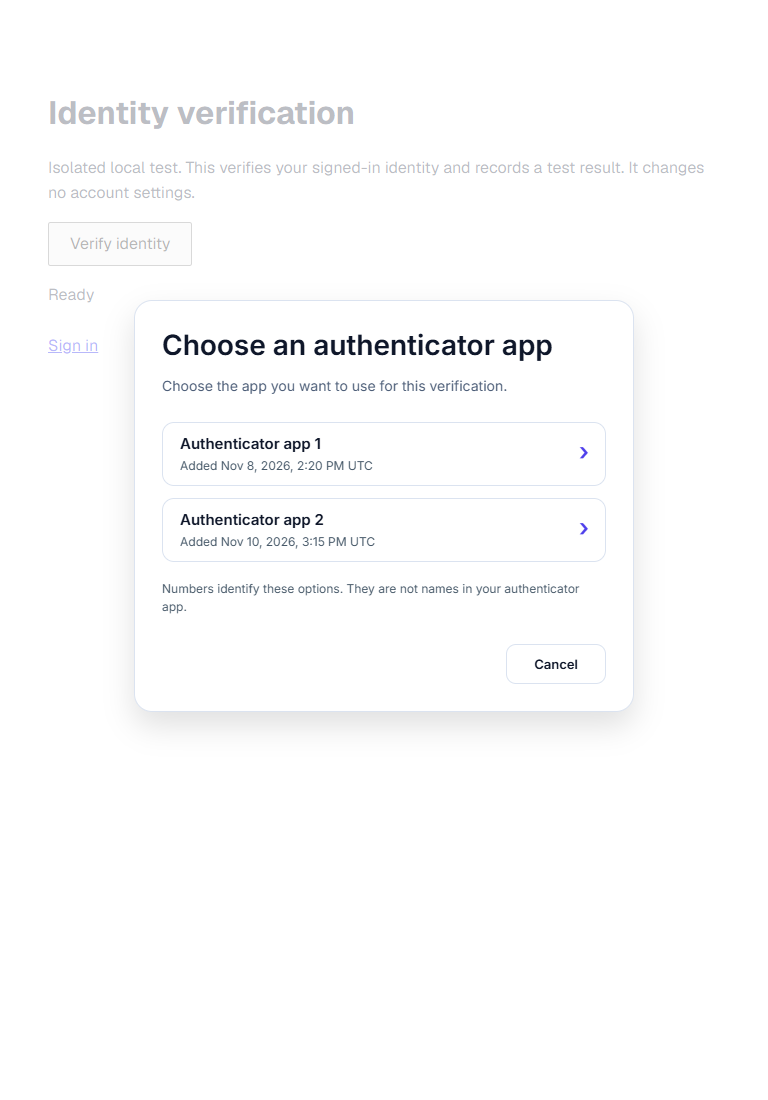 Identity verification
Isolated local test. This verifies your signed-in identity and records a test result. It changes
no account settings.
Verify identity
Ready
Sign in
Choose an authenticator app
Choose the app you want to use for this verification.
Authenticator app 1
Added Nov 8, 2026, 2:20 PM UTC
Authenticator app 2
Added Nov 10, 2026, 3:15 PM UTC
Numbers identify these options. They are not names in your authenticator
app.
Cancel